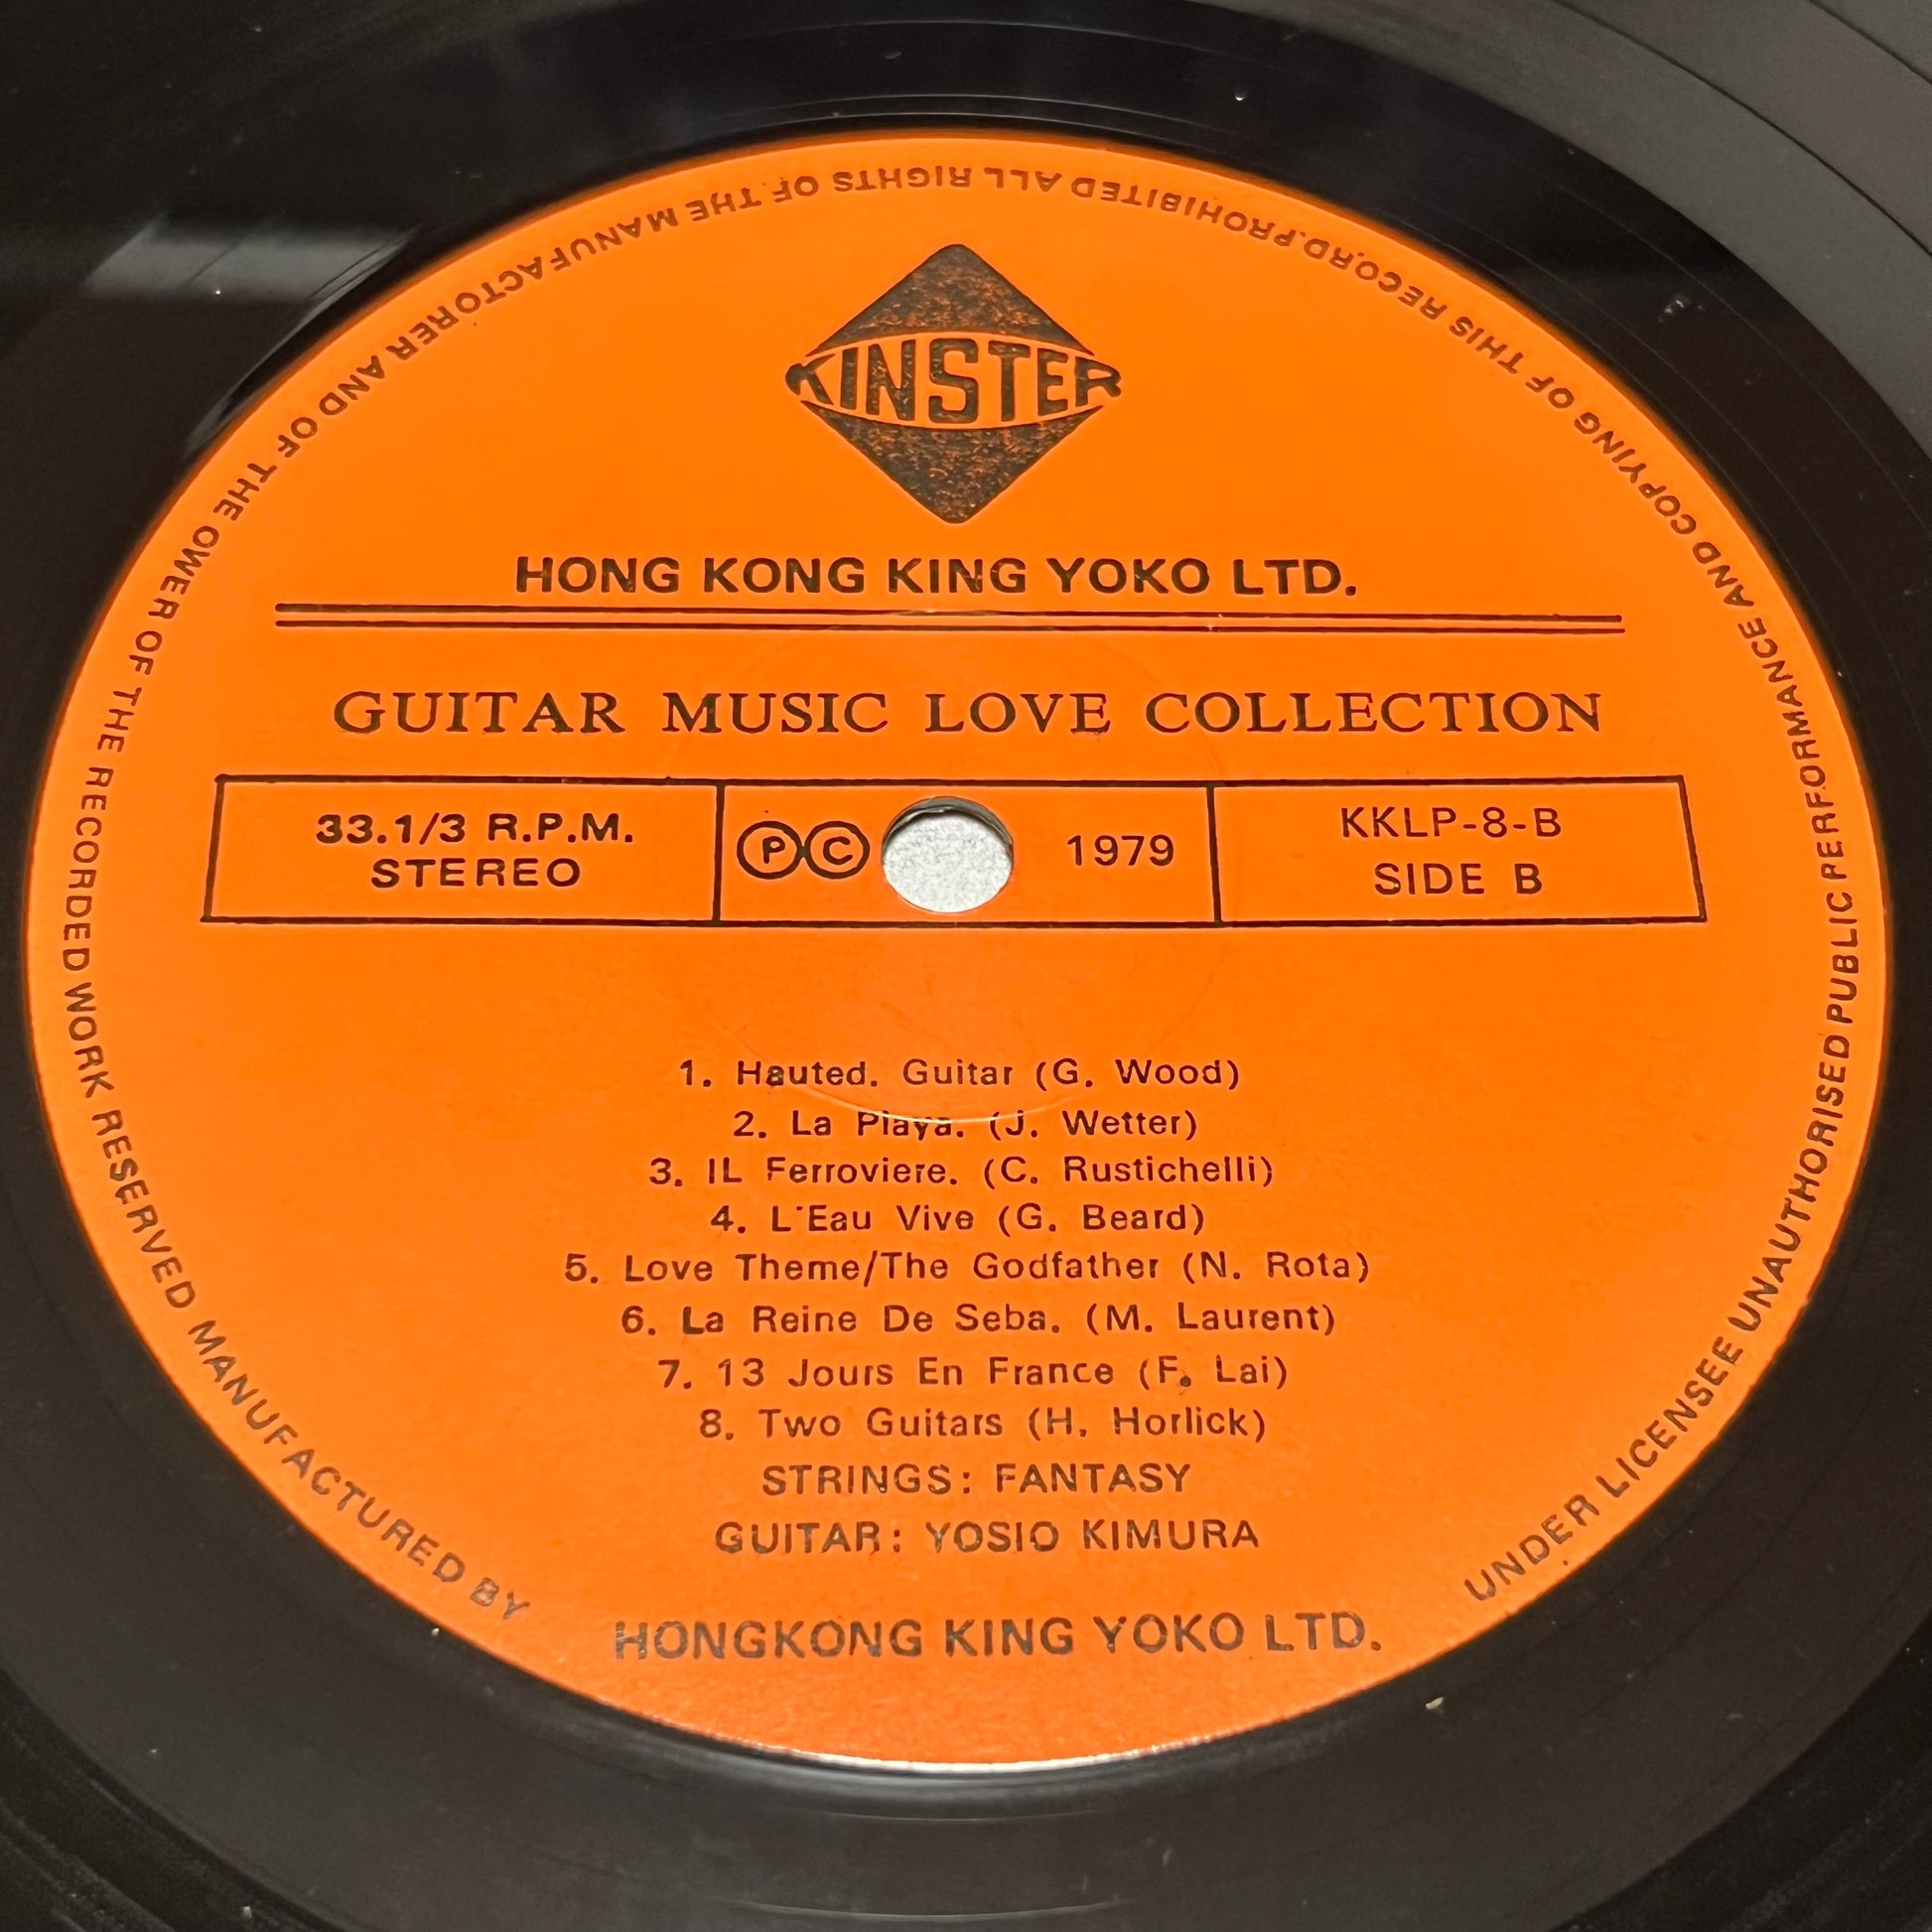 KINSTER
HONG KONG KING YOKO LTD.
GUITAR MUSIC LOVE COLLECTION
33.1/3 R.P.M.
STEREO
ⓅⒸ 1979
KKLP-8-B
SIDE B
1. Hauted. Guitar (G. Wood)
2. La Playa. (J. Wetter)
3. IL Ferroviere. (C. Rustichelli)
4. L'Eau Vive (G. Beard)
5. Love Theme/The Godfather (N. Rota)
6. La Reine De Seba. (M. Laurent)
7. 13 Jours En France (F. Lai)
8. Two Guitars (H. Horlick)
STRINGS: FANTASY
GUITAR: YOSIO KIMURA
HONGKONG KING YOKO LTD.
UNDER LICENSEE UNAUTHORISED PUBLIC PERFORMANCE AND COPYING OF THIS RECORD.PROHIBITED ALL RIGHTS OF THE MANUFACTORER AND OF THE OWER OF THE RECORDED WORK RESERVED MANUFACTURED BY